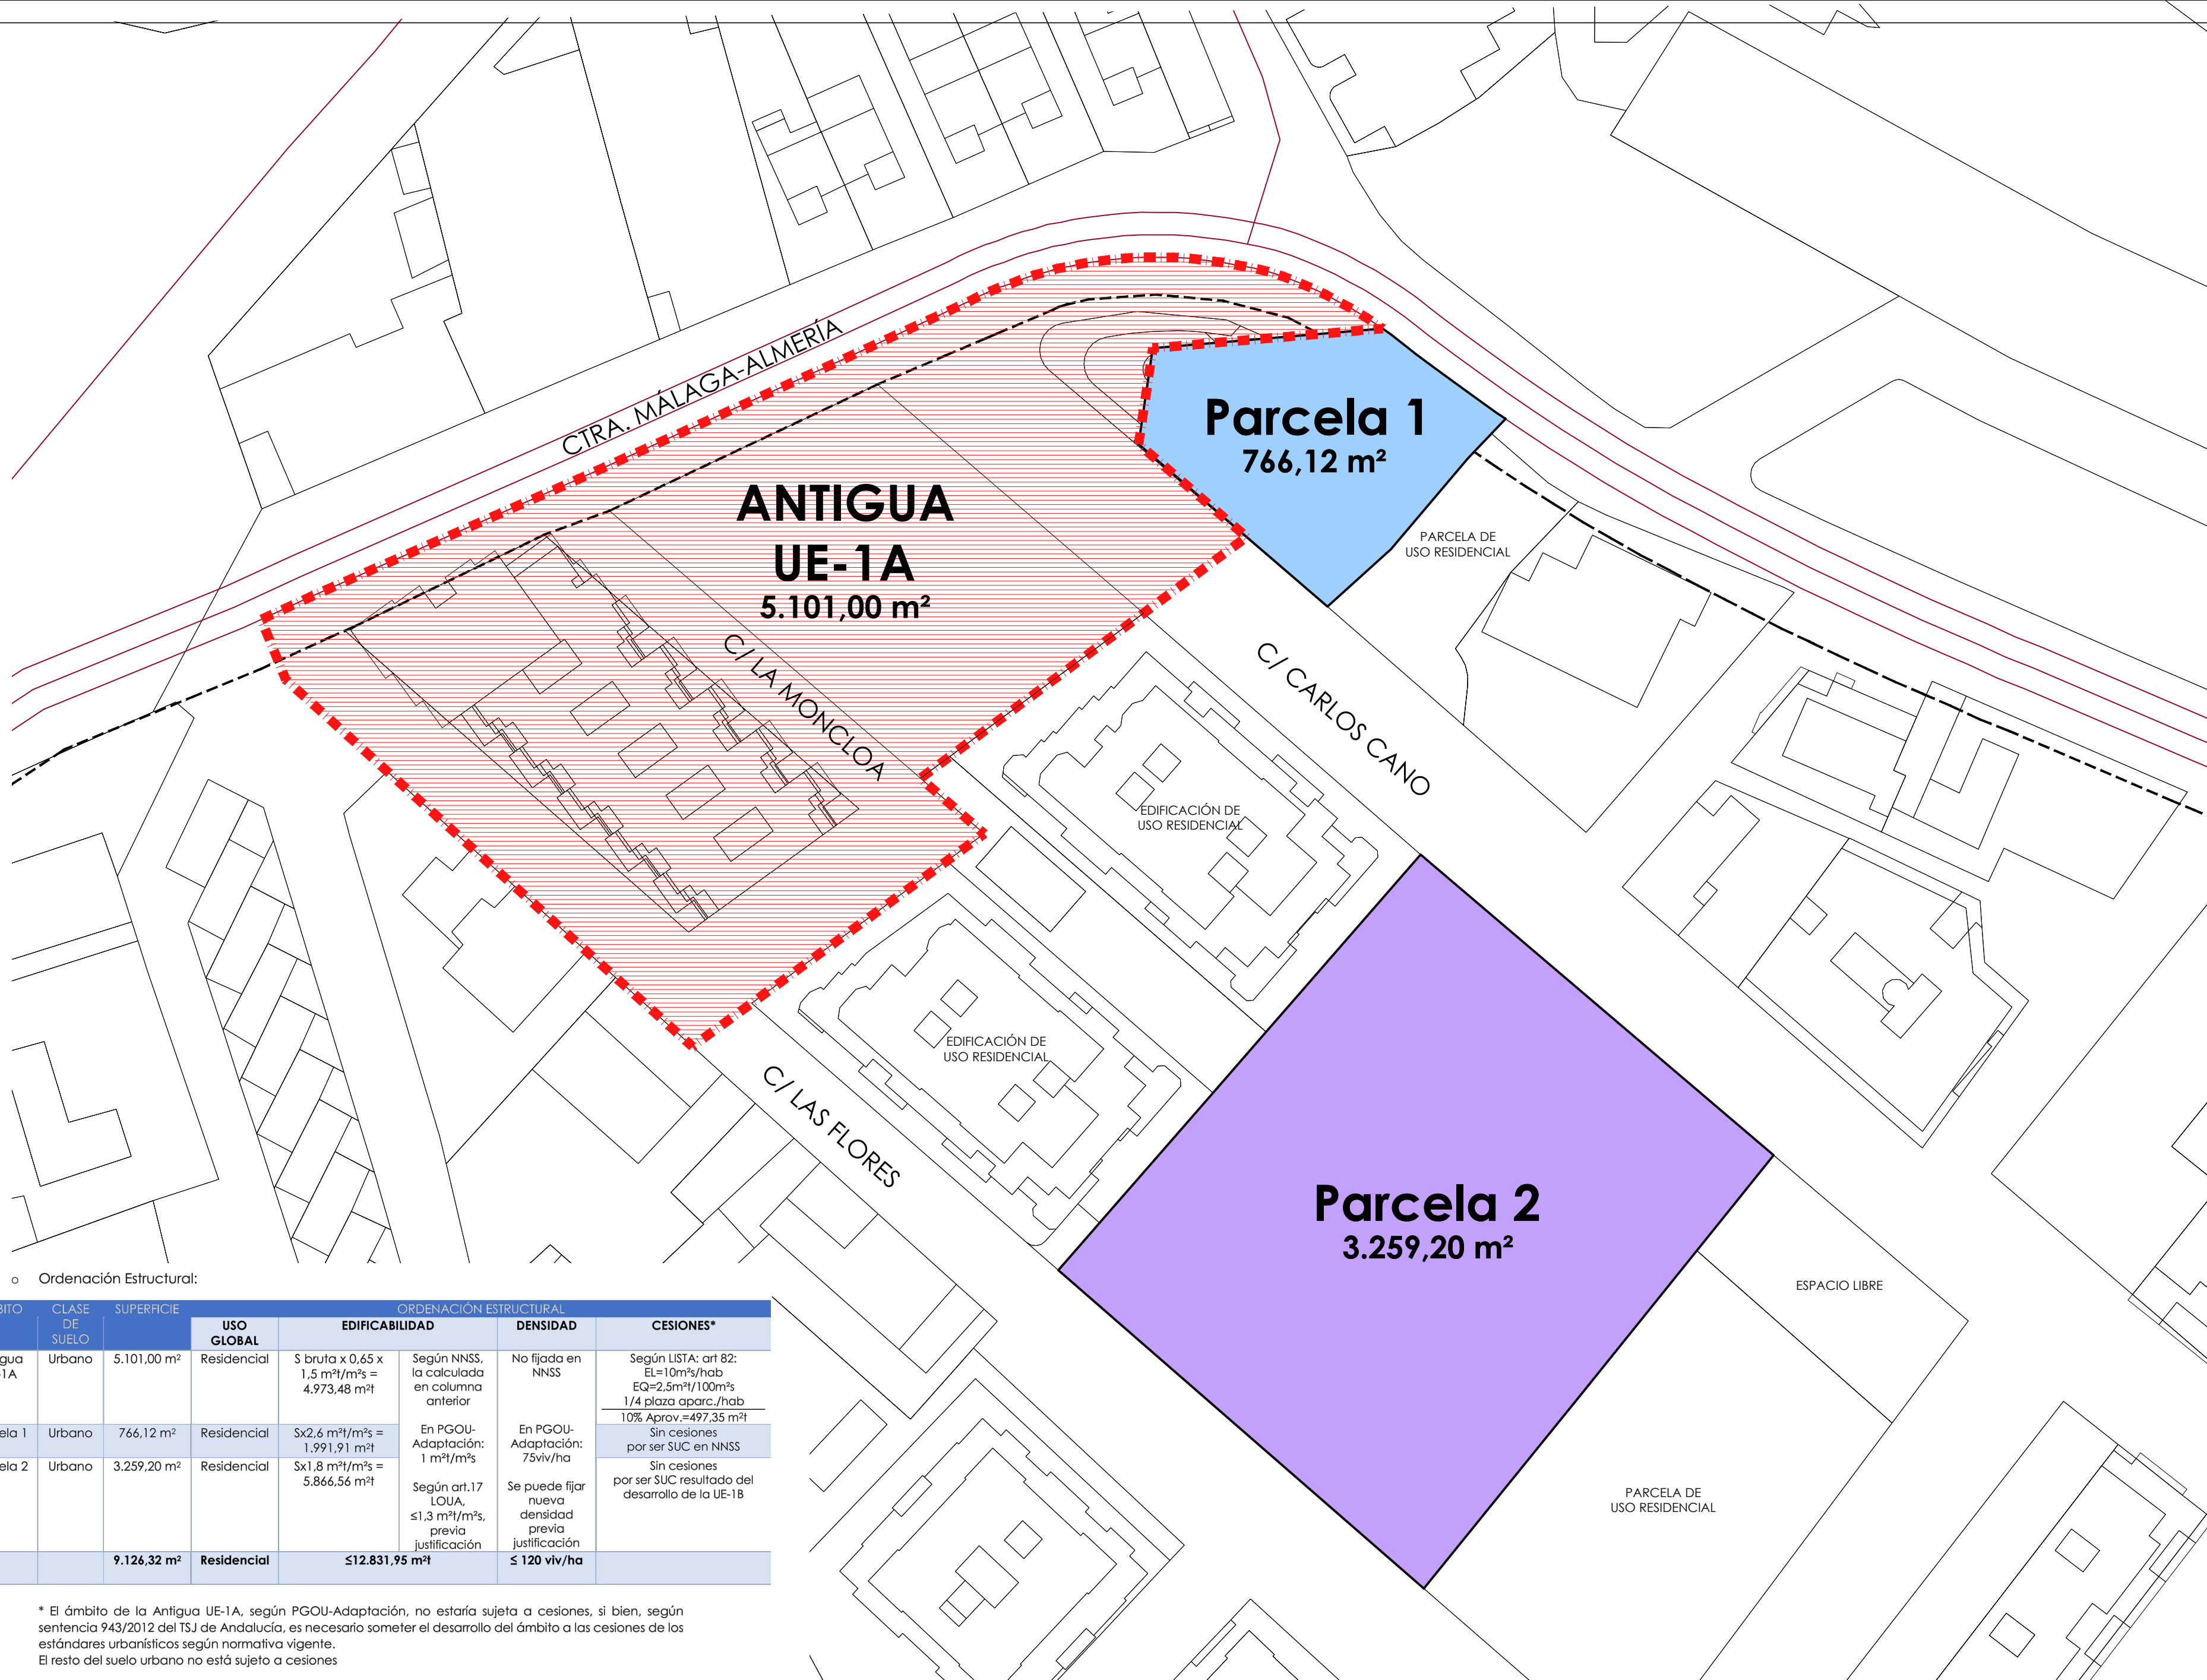 CTRA. MÁLAGA-ALMERÍA
Parcela 1
766,12 m²
ANTIGUA
UE-1A
5.101,00 m²
PARCELA DE
USO RESIDENCIAL
C/ LA MONCLOA
C/ CARLOS CANO
EDIFICACIÓN DE
USO RESIDENCIAL
EDIFICACIÓN DE
USO RESIDENCIAL
C/ LAS FLORES
Parcela 2
3.259,20 m²
ESPACIO LIBRE
PARCELA DE
USO RESIDENCIAL
o Ordenación Estructural:
CLASE
DE
SUELO
SUPERFICIE
ORDENACIÓN ESTRUCTURAL
USO
GLOBAL
EDIFICABILIDAD
DENSIDAD
CESIONES*
Urbano
5.101,00 m²
Residencial
S bruta x 0,65 x
1,5 m²t/m²s =
4.973,48 m²t
Según NNSS,
la calculada
en columna
anterior
No fijada en
NNSS
Según LISTA: art 82:
EL=10m²s/hab
EQ=2,5m²t/100m²s
1/4 plaza aparc./hab
10% Aprov.=497,35 m²t
1
Urbano
766,12 m²
Residencial
Sx2,6 m²t/m²s =
1.991,91 m²t
En PGOU-
Adaptación:
1 m²t/m²s
En PGOU-
Adaptación:
75viv/ha
Sin cesiones
por ser SUC en NNSS
2
Urbano
3.259,20 m²
Residencial
Sx1,8 m²t/m²s =
5.866,56 m²t
Según art.17
LOUA,
≤1,3 m²t/m²s,
previa
justificación
Se puede fijar
nueva
densidad
previa
justificación
Sin cesiones
por ser SUC resultado del
desarrollo de la UE-1B
9.126,32 m²
Residencial
≤12.831,95 m²t
≤ 120 viv/ha
* El ámbito de la Antigua UE-1A, según PGOU-Adaptación, no estaría sujeta a cesiones, si bien, según
sentencia 943/2012 del TSJ de Andalucía, es necesario someter el desarrollo del ámbito a las cesiones de los
estándares urbanísticos según normativa vigente.
El resto del suelo urbano no está sujeto a cesiones